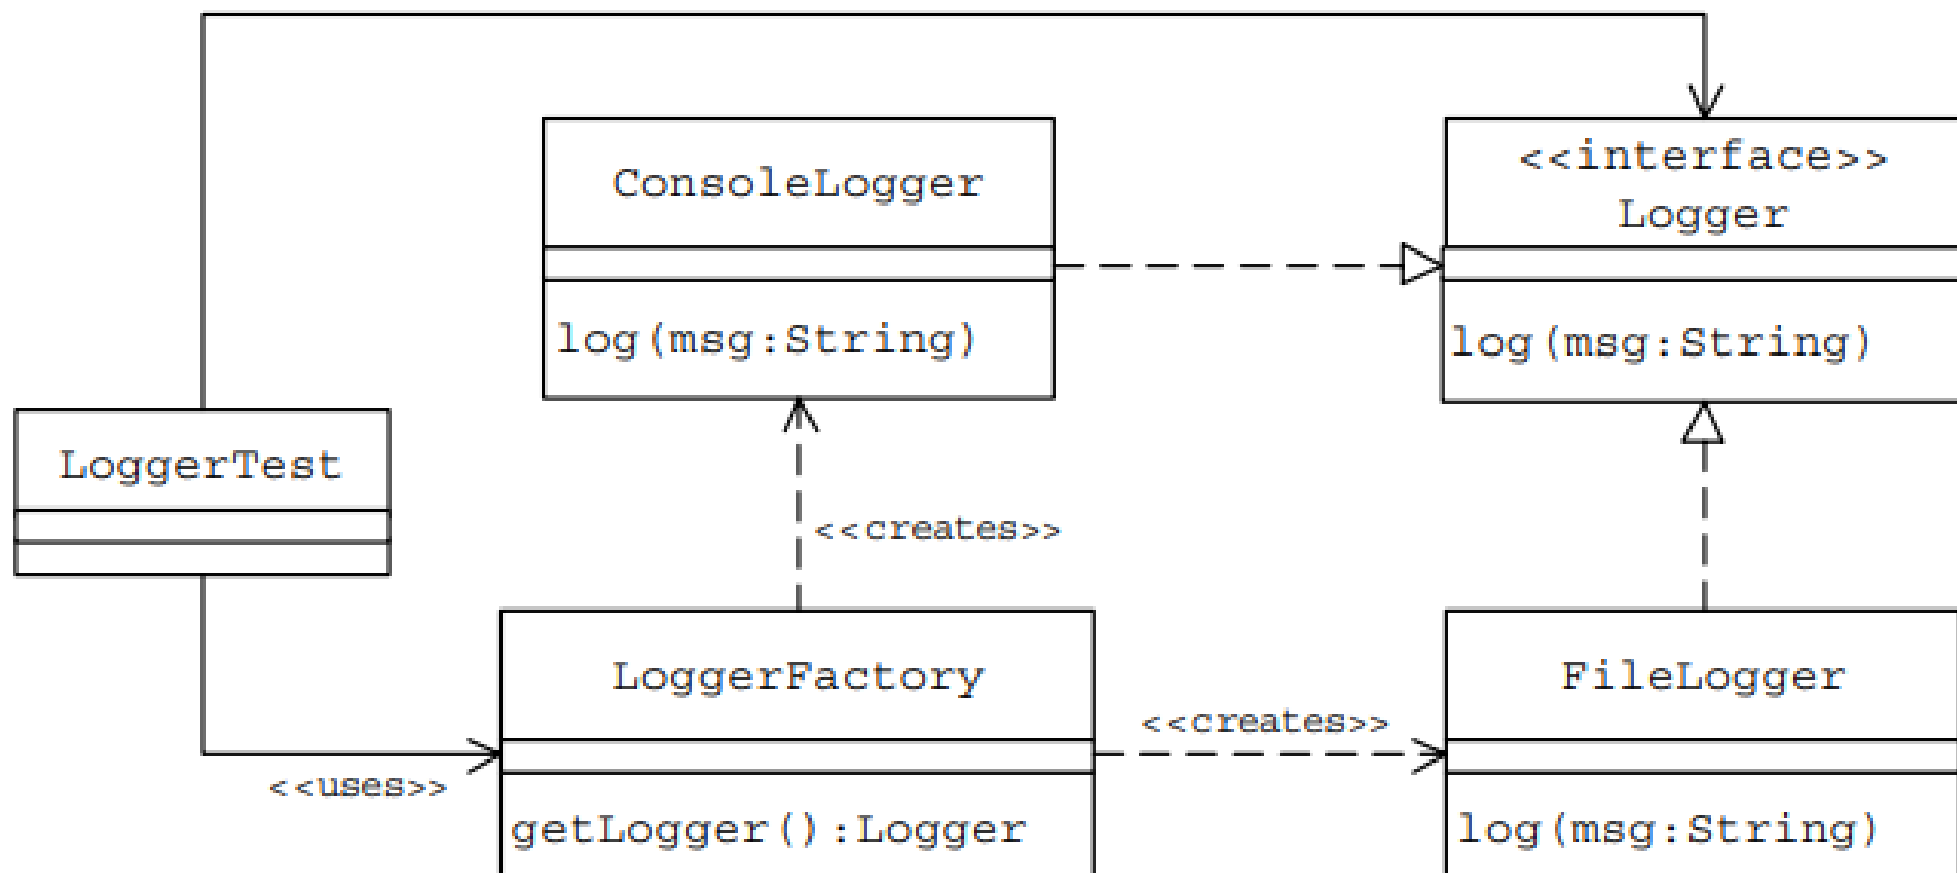 <<interface>>
Logger
log(msg:String)
ConsoleLogger
log(msg:String)
LoggerTest
<<creates>>
<<uses>>
LoggerFactory
getLogger():Logger
<<creates>>
FileLogger
log(msg:String)